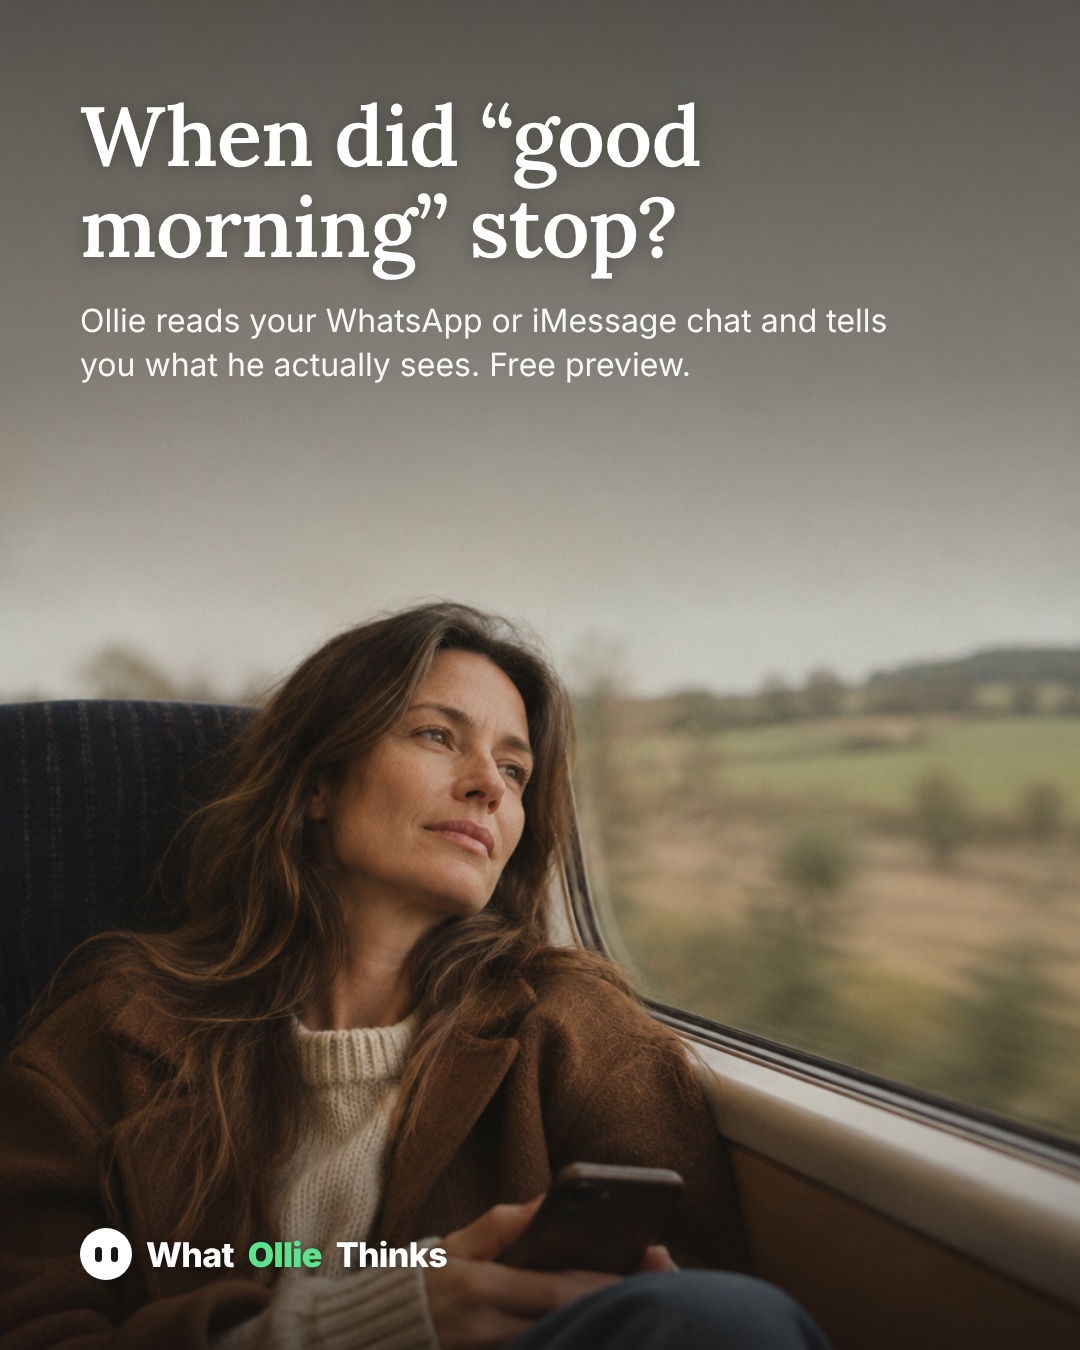 When did “good
morning” stop?
Ollie reads your WhatsApp or iMessage chat and tells
you what he actually sees. Free preview.
What Ollie Thinks